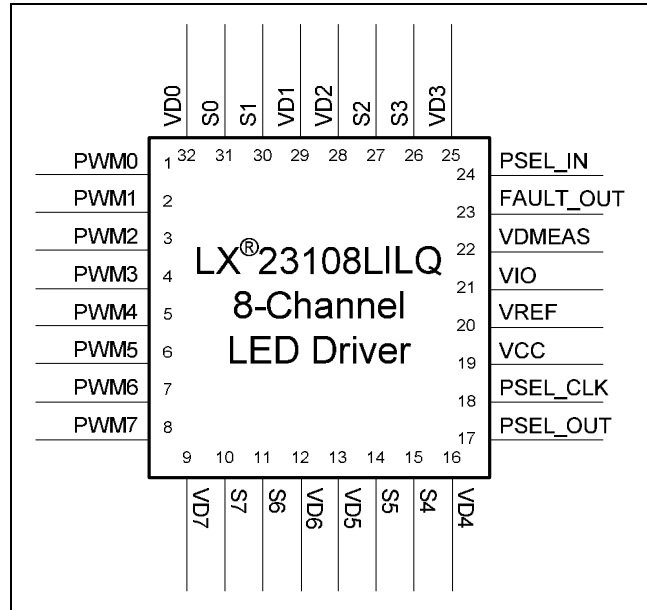 VD0 S0 S1 VD1 VD2 S2 S3 VD3
32 31 30 29 28 27 26 25
PWM0 1
PWM1 2
PWM2 3
PWM3 4
PWM4 5
PWM5 6
PWM6 7
PWM7 8
LX®23108LILQ
8-Channel
LED Driver
24 PSEL_IN
23 FAULT_OUT
22 VDMEAS
21 VIO
20 VREF
19 VCC
18 PSEL_CLK
17 PSEL_OUT
9 10 11 12 13 14 15 16
VD7 S7 S6 VD6 VD5 S5 S4 VD4